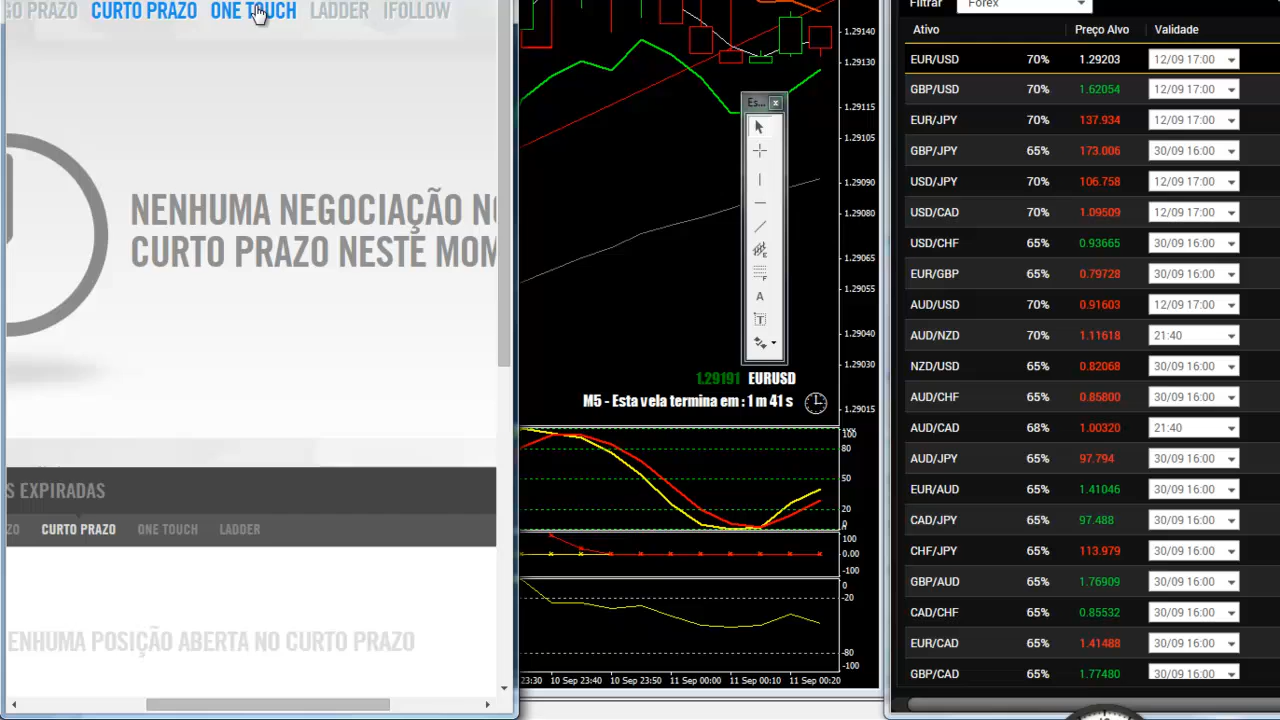 GO PRAZO CURTO PRAZO ONE TOUCH LADDER IFOLLOW
NENHUMA NEGOCIAÇÃO NO
CURTO PRAZO NESTE MOM
S EXPIRADAS
ZO CURTO PRAZO ONE TOUCH LADDER
ENHUMA POSIÇÃO ABERTA NO CURTO PRAZO
Es... x
A
T
1.29140
1.29130
1.29115
1.29105
1.29090
1.29080
1.29065
1.29055
1.29040
1.29030
1.29015
1.29191 EURUSD
M5 - Esta vela termina em : 1 m 41 s
100
80
50
20
0
100
0.00
-100
0
-20
-80
-100
23:30 10 Sep 23:40 10 Sep 23:50 11 Sep 00:00 11 Sep 00:10 11 Sep 00:20
Filtrar Forex
Ativo Preço Alvo Validade
EUR/USD 70% 1.29203 12/09 17:00
GBP/USD 70% 1.62054 12/09 17:00
EUR/JPY 70% 137.934 12/09 17:00
GBP/JPY 65% 173.006 30/09 16:00
USD/JPY 70% 106.758 12/09 17:00
USD/CAD 70% 1.09509 12/09 17:00
USD/CHF 65% 0.93665 30/09 16:00
EUR/GBP 65% 0.79728 30/09 16:00
AUD/USD 70% 0.91603 12/09 17:00
AUD/NZD 70% 1.11618 21:40
NZD/USD 65% 0.82068 30/09 16:00
AUD/CHF 65% 0.85800 30/09 16:00
AUD/CAD 68% 1.00320 21:40
AUD/JPY 65% 97.794 30/09 16:00
EUR/AUD 65% 1.41046 30/09 16:00
CAD/JPY 65% 97.488 30/09 16:00
CHF/JPY 65% 113.979 30/09 16:00
GBP/AUD 65% 1.76909 30/09 16:00
CAD/CHF 65% 0.85532 30/09 16:00
EUR/CAD 65% 1.41488 30/09 16:00
GBP/CAD 65% 1.77480 30/09 16:00